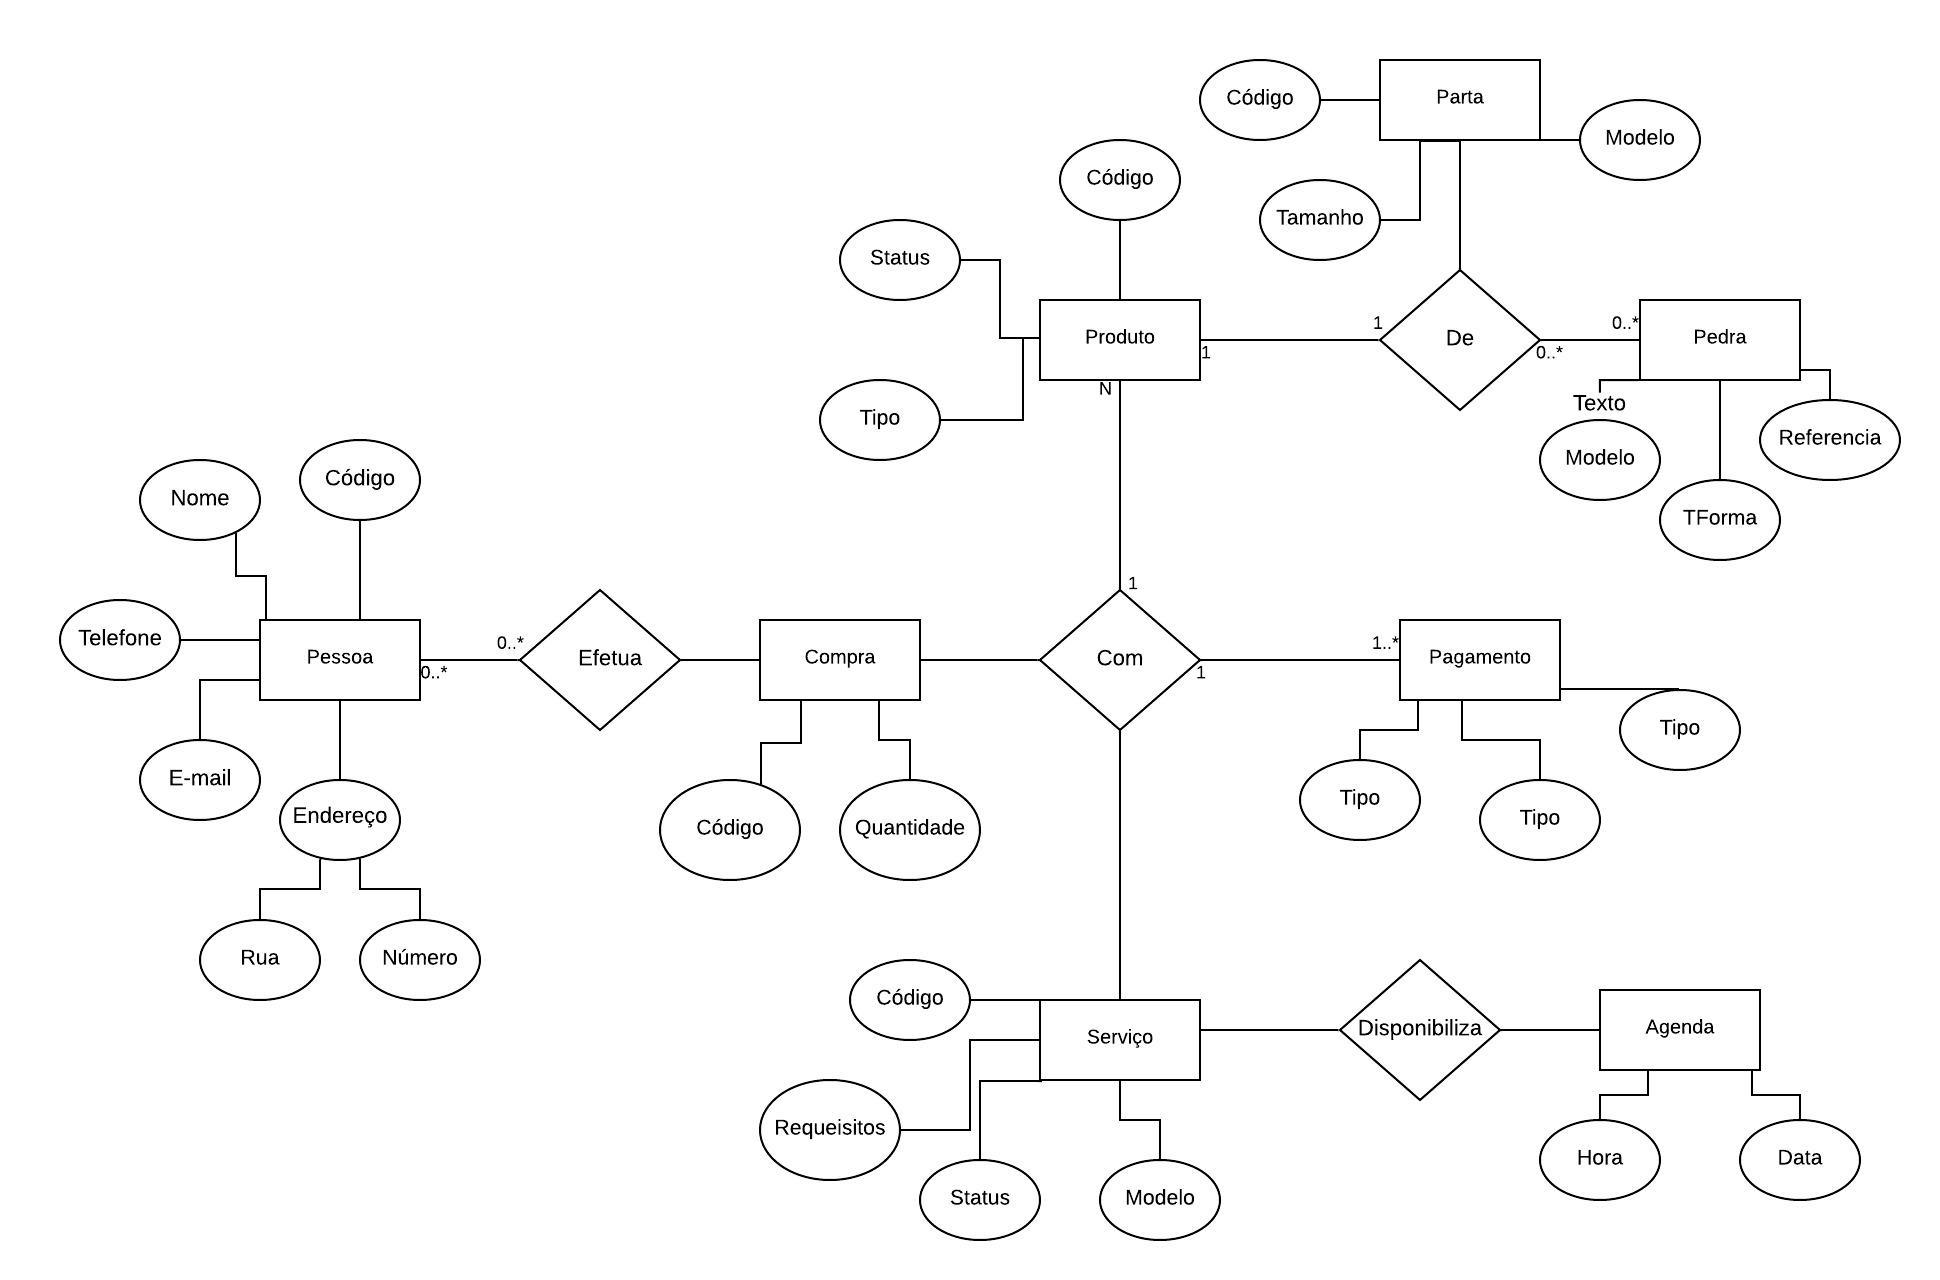 Parta
Código
Modelo
Código
Tamanho
Status
Produto
1
1
De
0..*
0..*
Pedra
N
Texto
Tipo
Referencia
Modelo
TForma
Código
Nome
1
Telefone
Pessoa
0..*
0..*
Efetua
Compra
Com
1
1..*
Pagamento
Tipo
E-mail
Endereço
Código
Quantidade
Tipo
Tipo
Rua
Número
Código
Serviço
Disponibiliza
Agenda
Requeisitos
Hora
Data
Status
Modelo